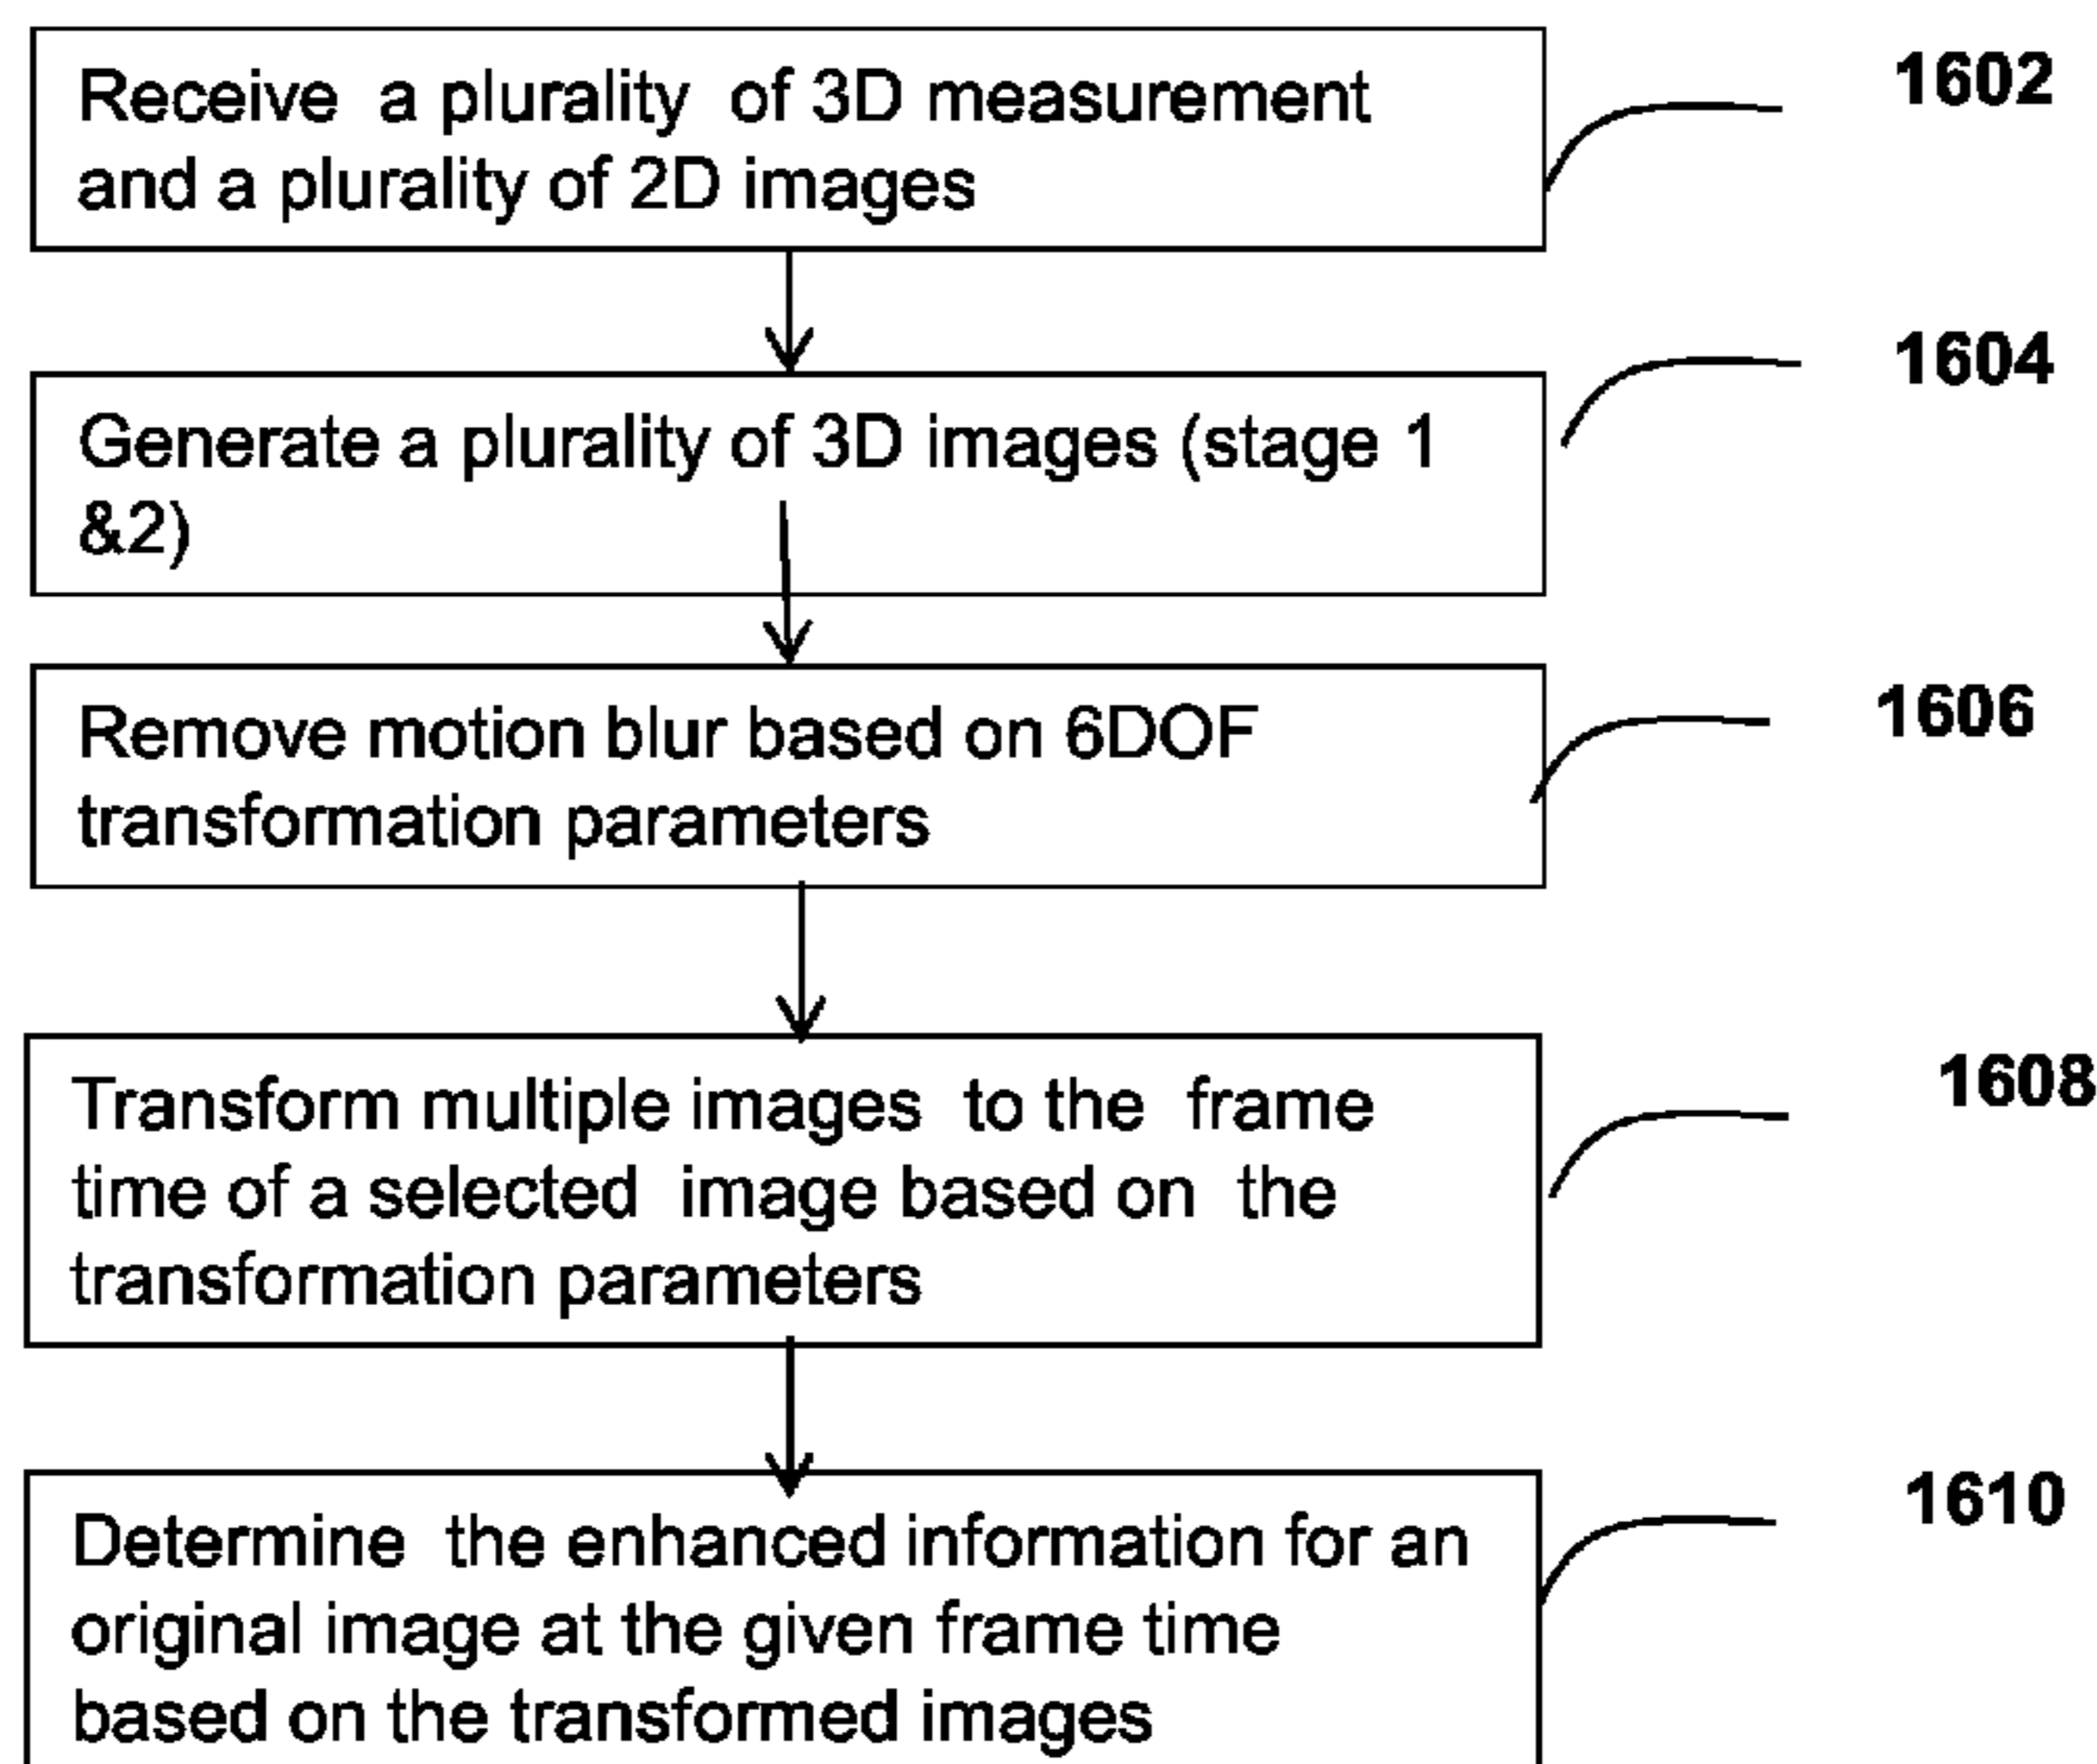 Receive a plurality of 3D measurement
and a plurality of 2D images
1602
Generate a plurality of 3D images (stage 1
&2)
1604
Remove motion blur based on 6DOF
transformation parameters
1606
Transform multiple images to the frame
time of a selected image based on the
transformation parameters
1608
Determine the enhanced information for an
original image at the given frame time
based on the transformed images
1610